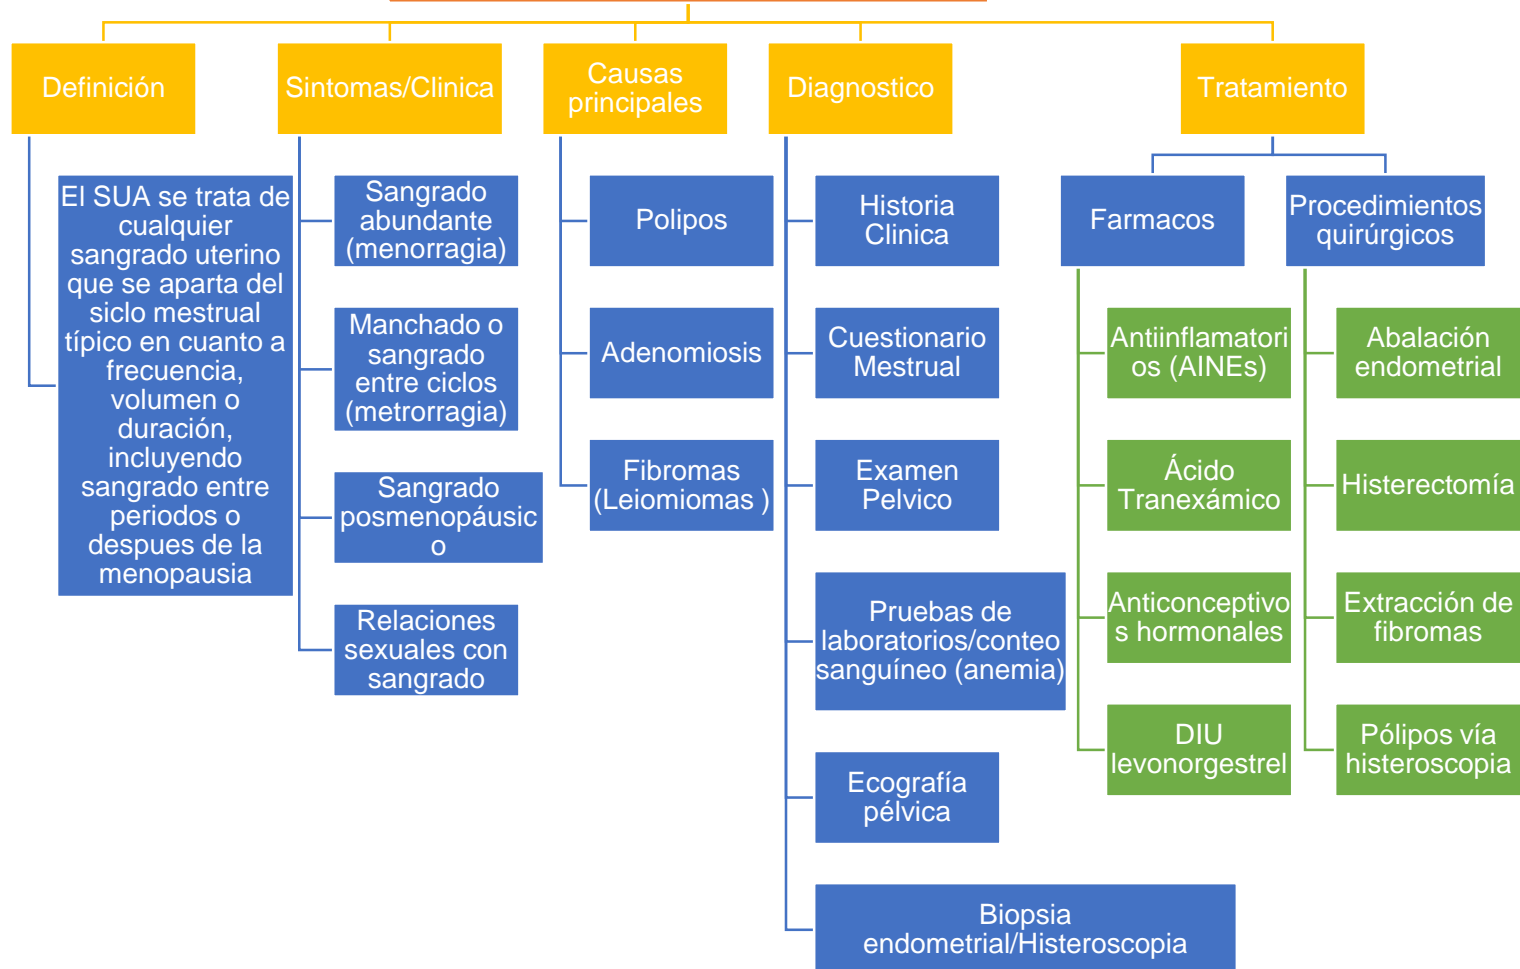 Definición
El SUA se trata de
cualquier
sangrado uterino
que se aparta del
siclo mestrual
típico en cuanto a
frecuencia,
volumen o
duración,
incluyendo
sangrado entre
periodos o
despues de la
menopausia
Sintomas/Clinica
Sangrado
abundante
(menorragia)
Manchado o
sangrado
entre ciclos
(metrorragia)
Sangrado
posmenopáusic
o
Relaciones
sexuales con
sangrado
Causas
principales
Polipos
Adenomiosis
Fibromas
(Leiomiomas )
Diagnostico
Historia
Clinica
Cuestionario
Mestrual
Examen
Pelvico
Pruebas de
laboratorios/conteo
sanguíneo (anemia)
Ecografía
pélvica
Biopsia
endometrial/Histeroscopia
Tratamiento
Farmacos
Antiinflamatori
os (AINEs)
Ácido
Tranexámico
Anticonceptivo
s hormonales
DIU
levonorgestrel
Procedimientos
quirúrgicos
Abalación
endometrial
Histerectomía
Extracción de
fibromas
Pólipos vía
histeroscopia